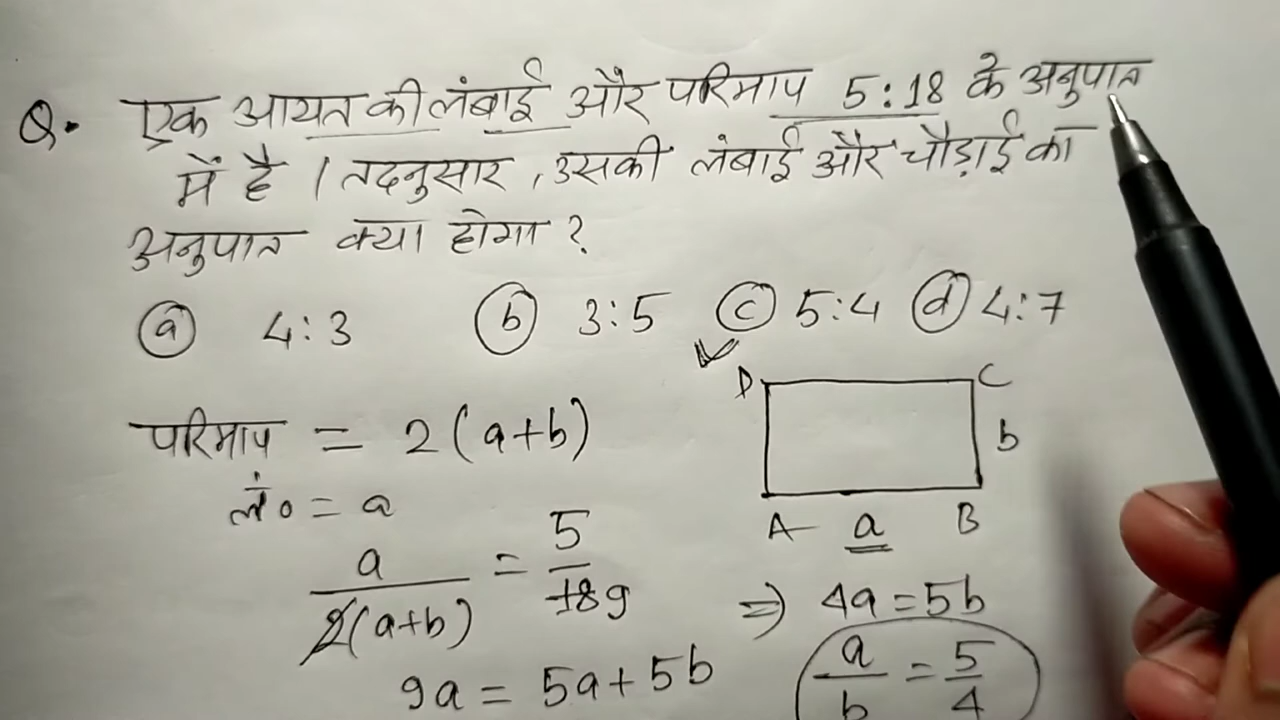 Q. एक आयत की लंबाई और परिमाप 5:18 के अनुपात
में है । तदनुसार , उसकी लंबाई और चौड़ाई का
अनुपात क्या होगा ?
(a) 4:3 (b) 3:5 (c) 5:4 (d) 4:7
D C
परिमाप = 2(a+b)
b
लं० = a
A a B
a/2(a+b) = 5/18 9
⇒ 4a = 5b
9a = 5a+5b
a/b = 5/4